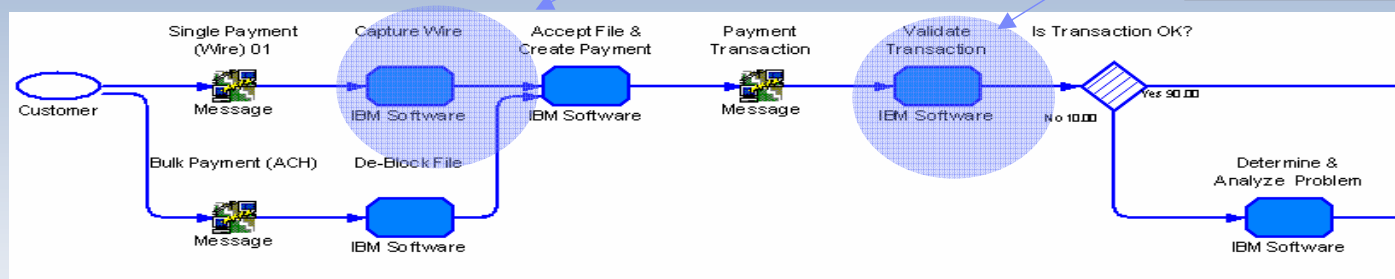 Single Payment
(Wire) 01
Capture Wire
Accept File &
Create Payment
Payment
Transaction
Validate
Transaction
Is Transaction OK?
Customer
Message
IBM Software
IBM Software
Message
IBM Software
Yes 90.00
No 10.00
Bulk Payment (ACH)
De-Block File
Determine &
Analyze Problem
Message
IBM Software
IBM Software